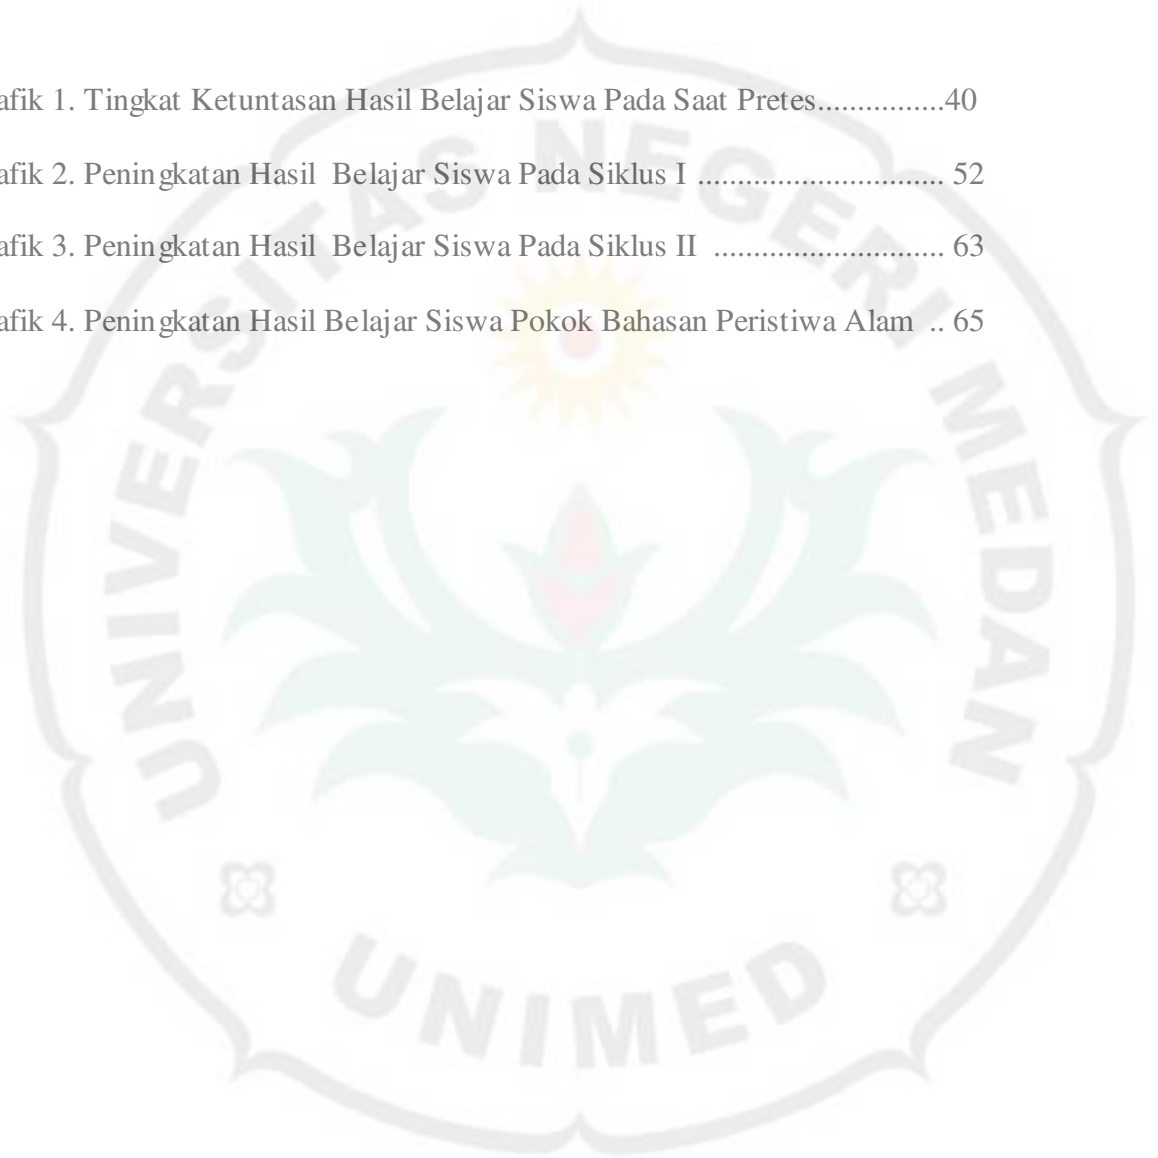 afik 1. Tingkat Ketuntasan Hasil Belajar Siswa Pada Saat Pretes................40
afik 2. Peningkatan Hasil Belajar Siswa Pada Siklus I ............................... 52
afik 3. Peningkatan Hasil Belajar Siswa Pada Siklus II ............................. 63
afik 4. Peningkatan Hasil Belajar Siswa Pokok Bahasan Peristiwa Alam .. 65
UNIVERSITAS NEGERI MEDAN
UNIMED